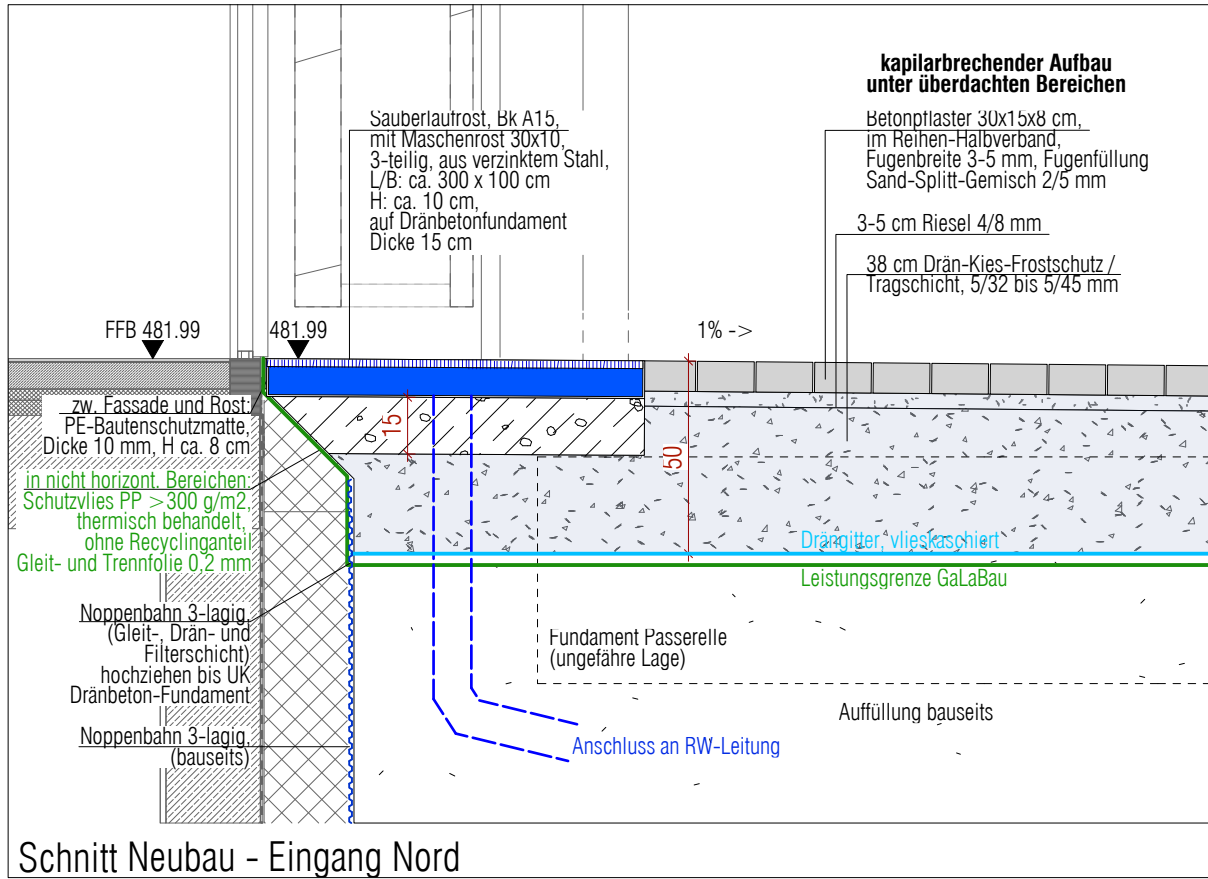 kapilarbrechender Aufbau
unter überdachten Bereichen
Sauberlaufrost, Bk A15,
mit Maschenrost 30x10,
3-teilig, aus verzinktem Stahl,
L/B: ca. 300 x 100 cm
H: ca. 10 cm,
auf Dränbetonfundament
Dicke 15 cm
Betonpflaster 30x15x8 cm,
im Reihen-Halbverband,
Fugenbreite 3-5 mm, Fugenfüllung
Sand-Splitt-Gemisch 2/5 mm
3-5 cm Riesel 4/8 mm
38 cm Drän-Kies-Frostschutz /
Tragschicht, 5/32 bis 5/45 mm
FFB 481.99
481.99
1% ->
zw. Fassade und Rost:
PE-Bautenschutzmatte,
Dicke 10 mm, H ca. 8 cm
15
50
in nicht horizont. Bereichen:
Schutzvlies PP >300 g/m2,
thermisch behandelt,
ohne Recyclinganteil
Gleit- und Trennfolie 0,2 mm
Drängitter, vlieskaschiert
Leistungsgrenze GaLaBau
Noppenbahn 3-lagig,
(Gleit-, Drän- und
Filterschicht)
hochziehen bis UK
Dränbeton-Fundament
Fundament Passerelle
(ungefähre Lage)
Auffüllung bauseits
Noppenbahn 3-lagig,
(bauseits)
Anschluss an RW-Leitung
Schnitt Neubau - Eingang Nord